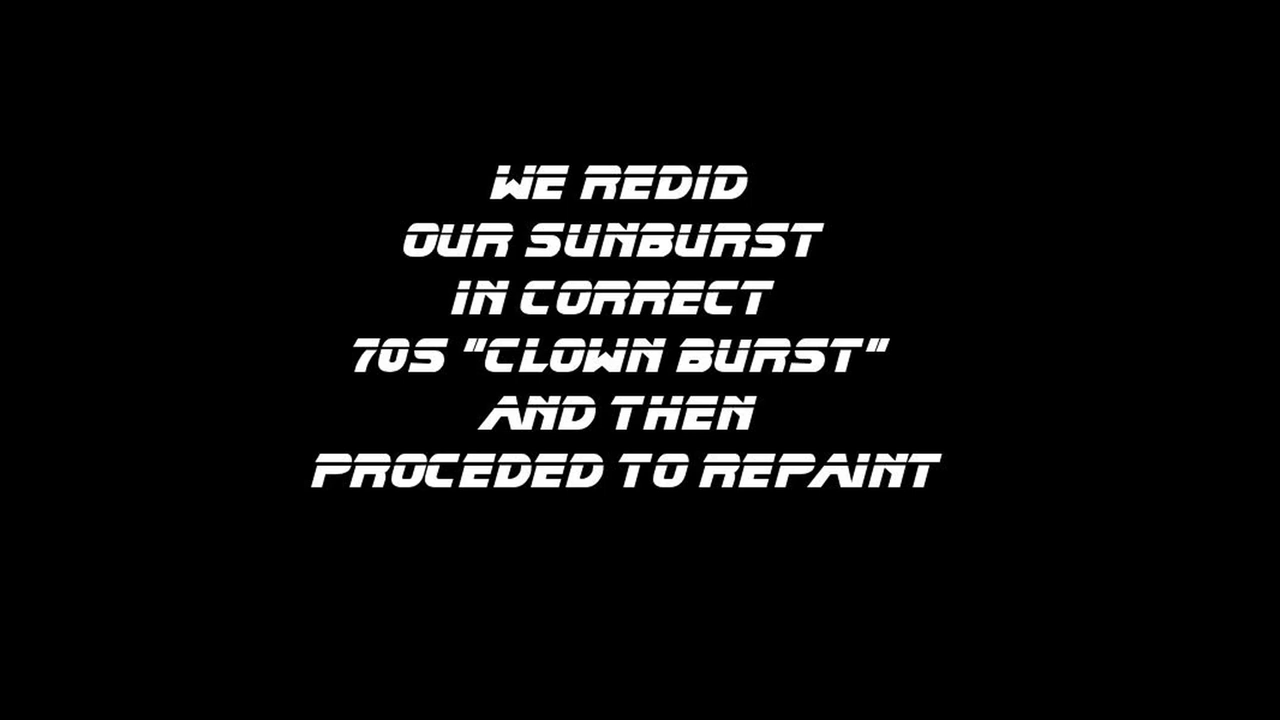 WE REDID
OUR SUNBURST
IN CORRECT
70S "CLOWN BURST"
AND THEN
PROCEDED TO REPAINT